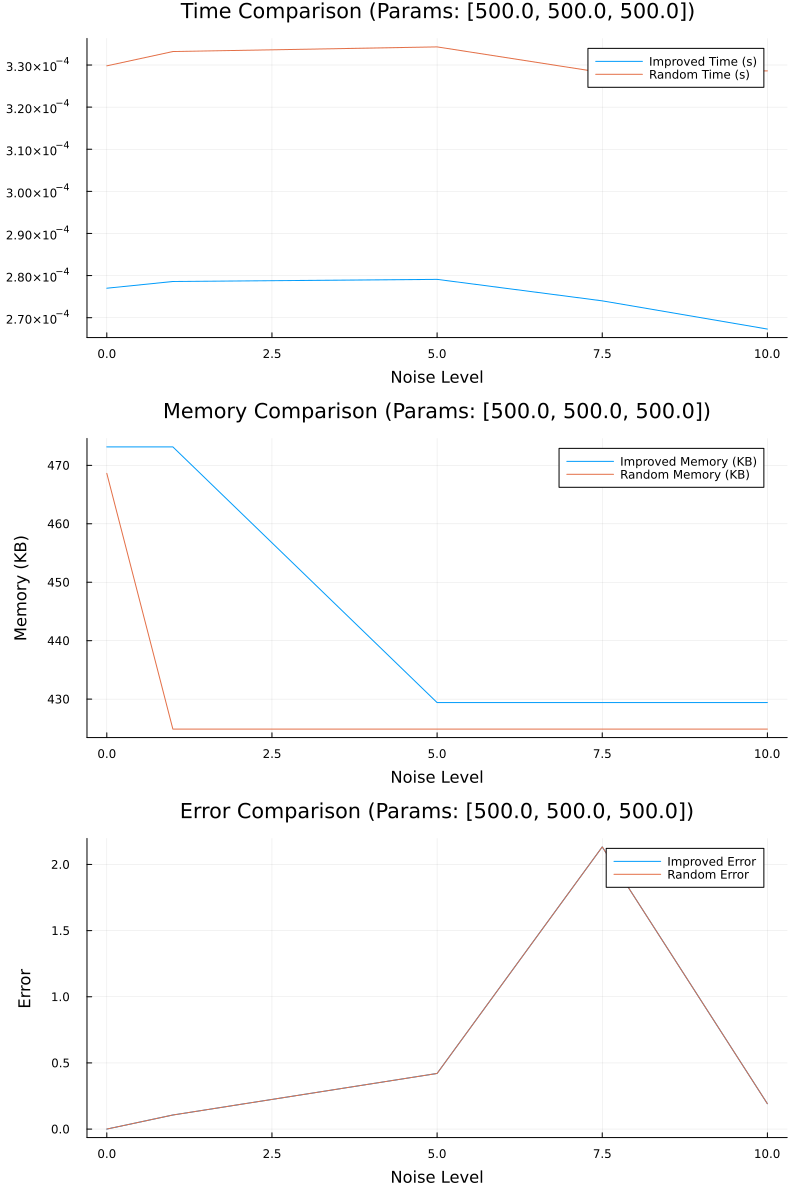 Time Comparison (Params: [500.0, 500.0, 500.0])
3.30×10⁻⁴
3.20×10⁻⁴
3.10×10⁻⁴
3.00×10⁻⁴
2.90×10⁻⁴
2.80×10⁻⁴
2.70×10⁻⁴
Improved Time (s)
Random Time (s)
0.0 2.5 5.0 7.5 10.0
Noise Level
Memory Comparison (Params: [500.0, 500.0, 500.0])
Memory (KB)
470
460
450
440
430
Improved Memory (KB)
Random Memory (KB)
0.0 2.5 5.0 7.5 10.0
Noise Level
Error Comparison (Params: [500.0, 500.0, 500.0])
Error
2.0
1.5
1.0
0.5
0.0
Improved Error
Random Error
0.0 2.5 5.0 7.5 10.0
Noise Level